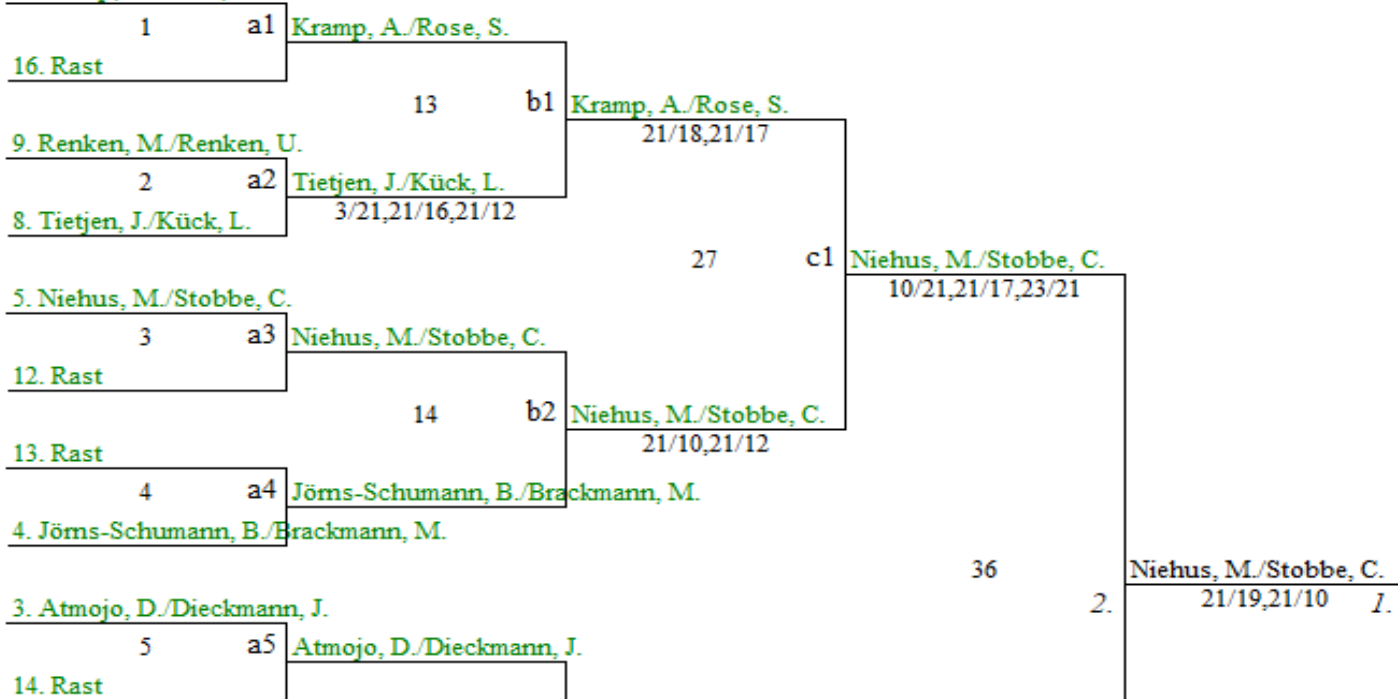 1 a1 Kramp, A./Rose, S.
16. Rast
13 b1 Kramp, A./Rose, S.
21/18,21/17
9. Renken, M./Renken, U.
2 a2 Tietjen, J./Kück, L.
3/21,21/16,21/12
8. Tietjen, J./Kück, L.
27 c1 Niehus, M./Stobbe, C.
10/21,21/17,23/21
5. Niehus, M./Stobbe, C.
3 a3 Niehus, M./Stobbe, C.
12. Rast
14 b2 Niehus, M./Stobbe, C.
21/10,21/12
13. Rast
4 a4 Jörns-Schumann, B./Brackmann, M.
4. Jörns-Schumann, B./Brackmann, M.
36 Niehus, M./Stobbe, C.
2. 21/19,21/10 1.
3. Atmojo, D./Dieckmann, J.
5 a5 Atmojo, D./Dieckmann, J.
14. Rast